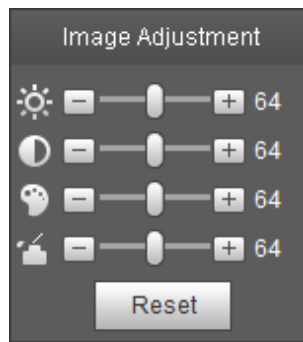 Image Adjustment
- + 64
- + 64
- + 64
- + 64
Reset